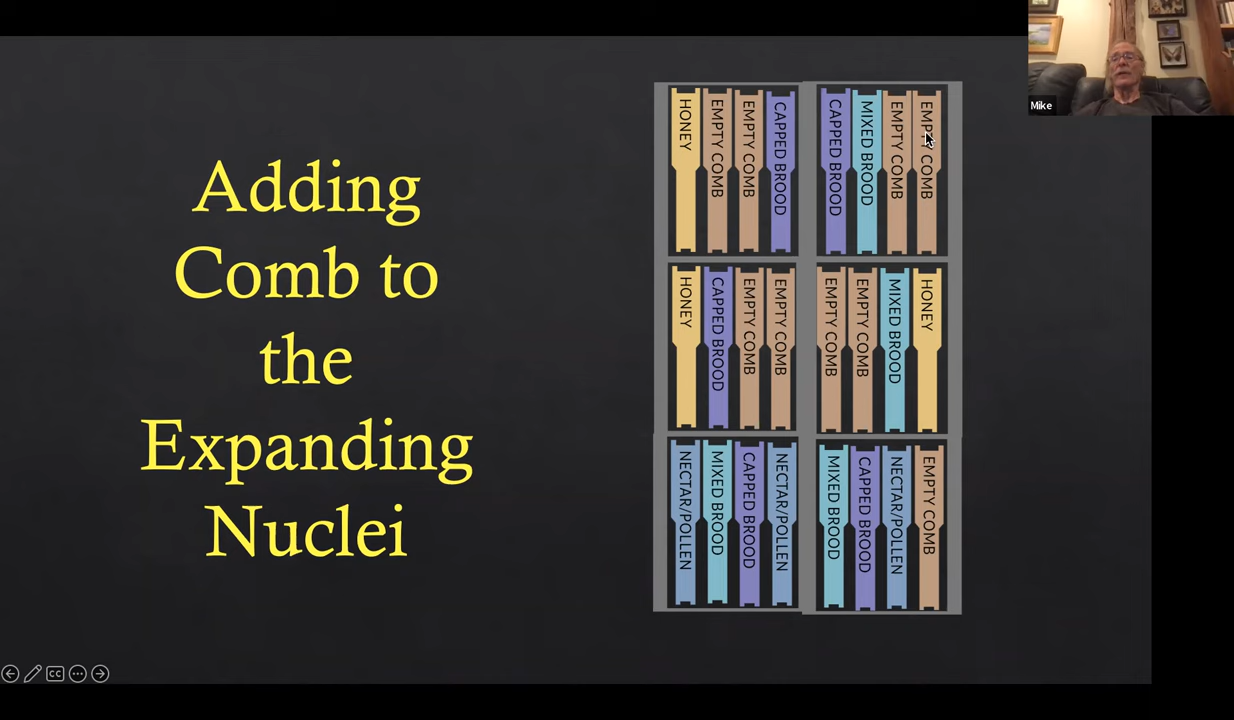 Adding
Comb to
the
Expanding
Nuclei
HONEY
EMPTY COMB
EMPTY COMB
CAPPED BROOD
CAPPED BROOD
MIXED BROOD
EMPTY COMB
EMPTY COMB
HONEY
CAPPED BROOD
EMPTY COMB
EMPTY COMB
EMPTY COMB
EMPTY COMB
MIXED BROOD
HONEY
NECTAR/POLLEN
MIXED BROOD
CAPPED BROOD
NECTAR/POLLEN
MIXED BROOD
CAPPED BROOD
NECTAR/POLLEN
EMPTY COMB
Mike
CC